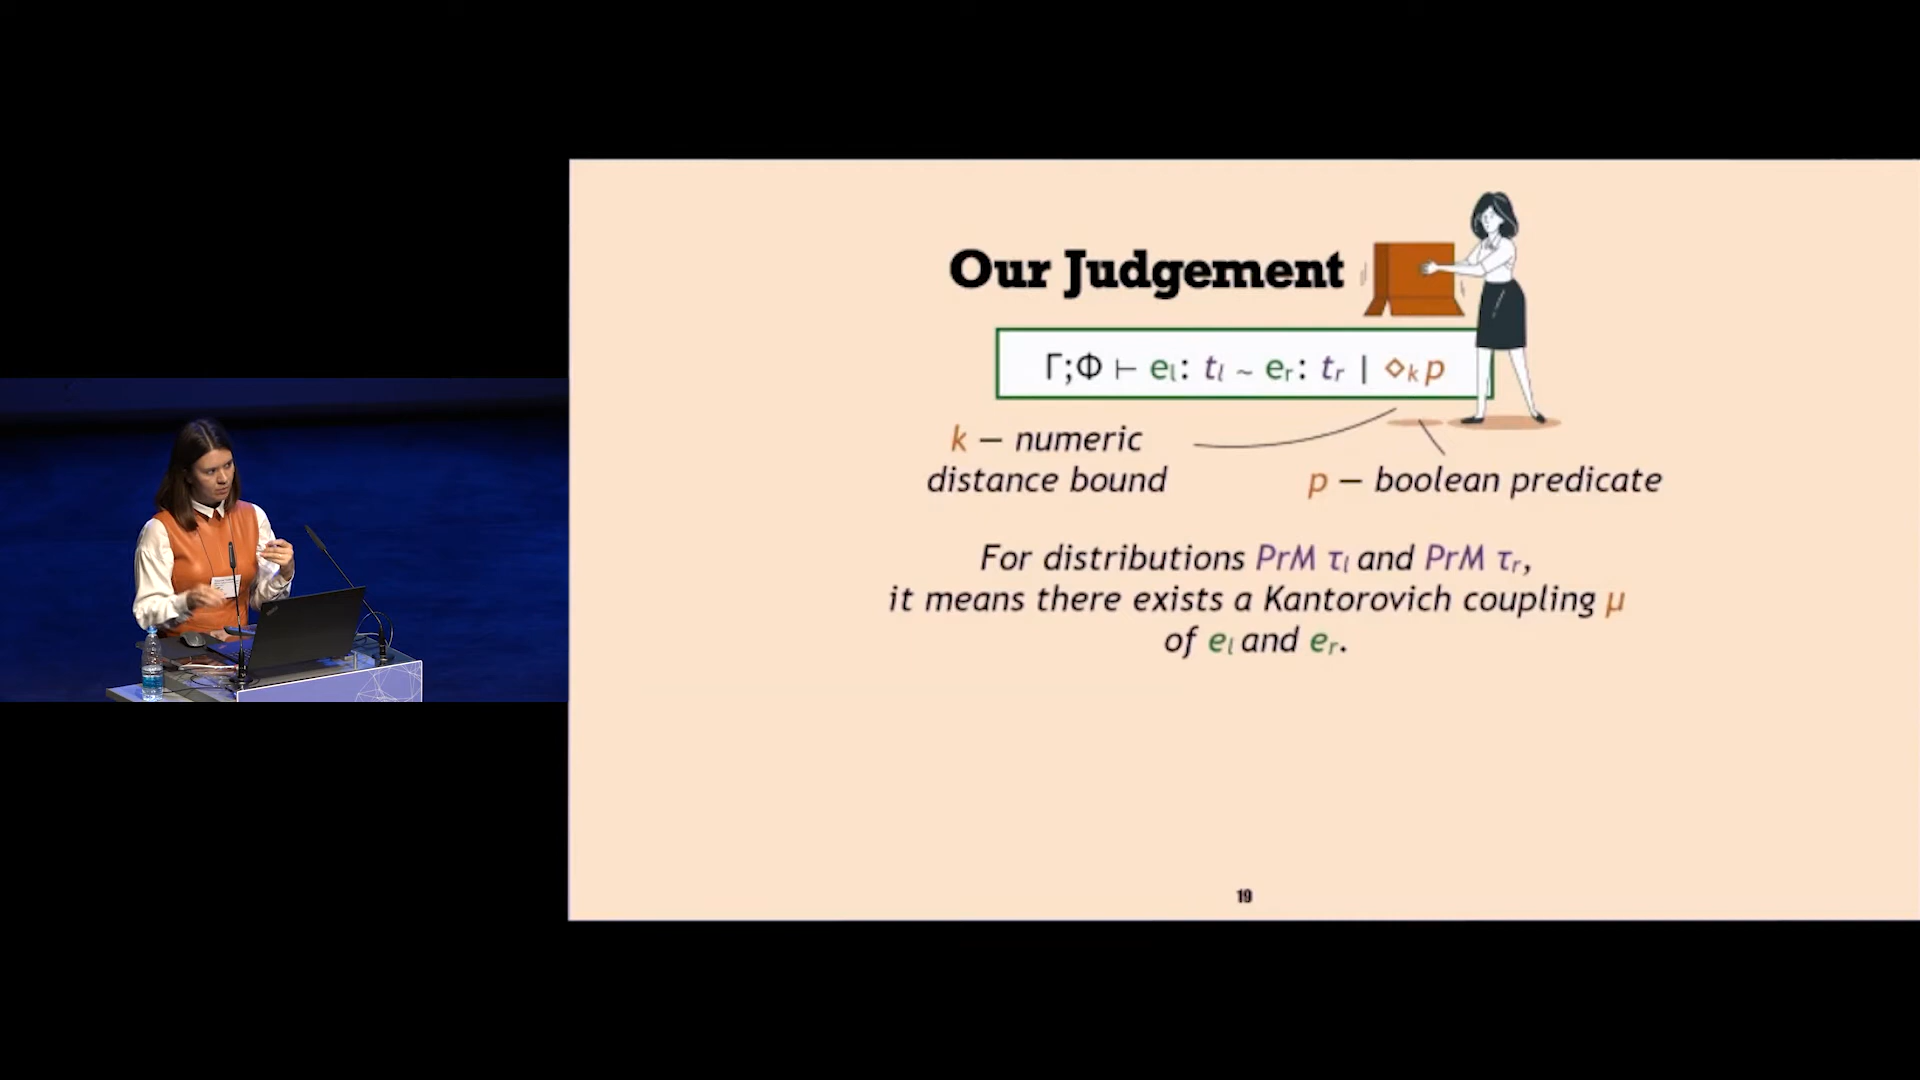 Our Judgement
Γ;Φ ⊢ eₗ: tₗ ~ eᵣ: tᵣ | ◇ₖ p
k — numeric
distance bound
p — boolean predicate
For distributions PrM τₗ and PrM τᵣ,
it means there exists a Kantorovich coupling μ
of eₗ and eᵣ.
19